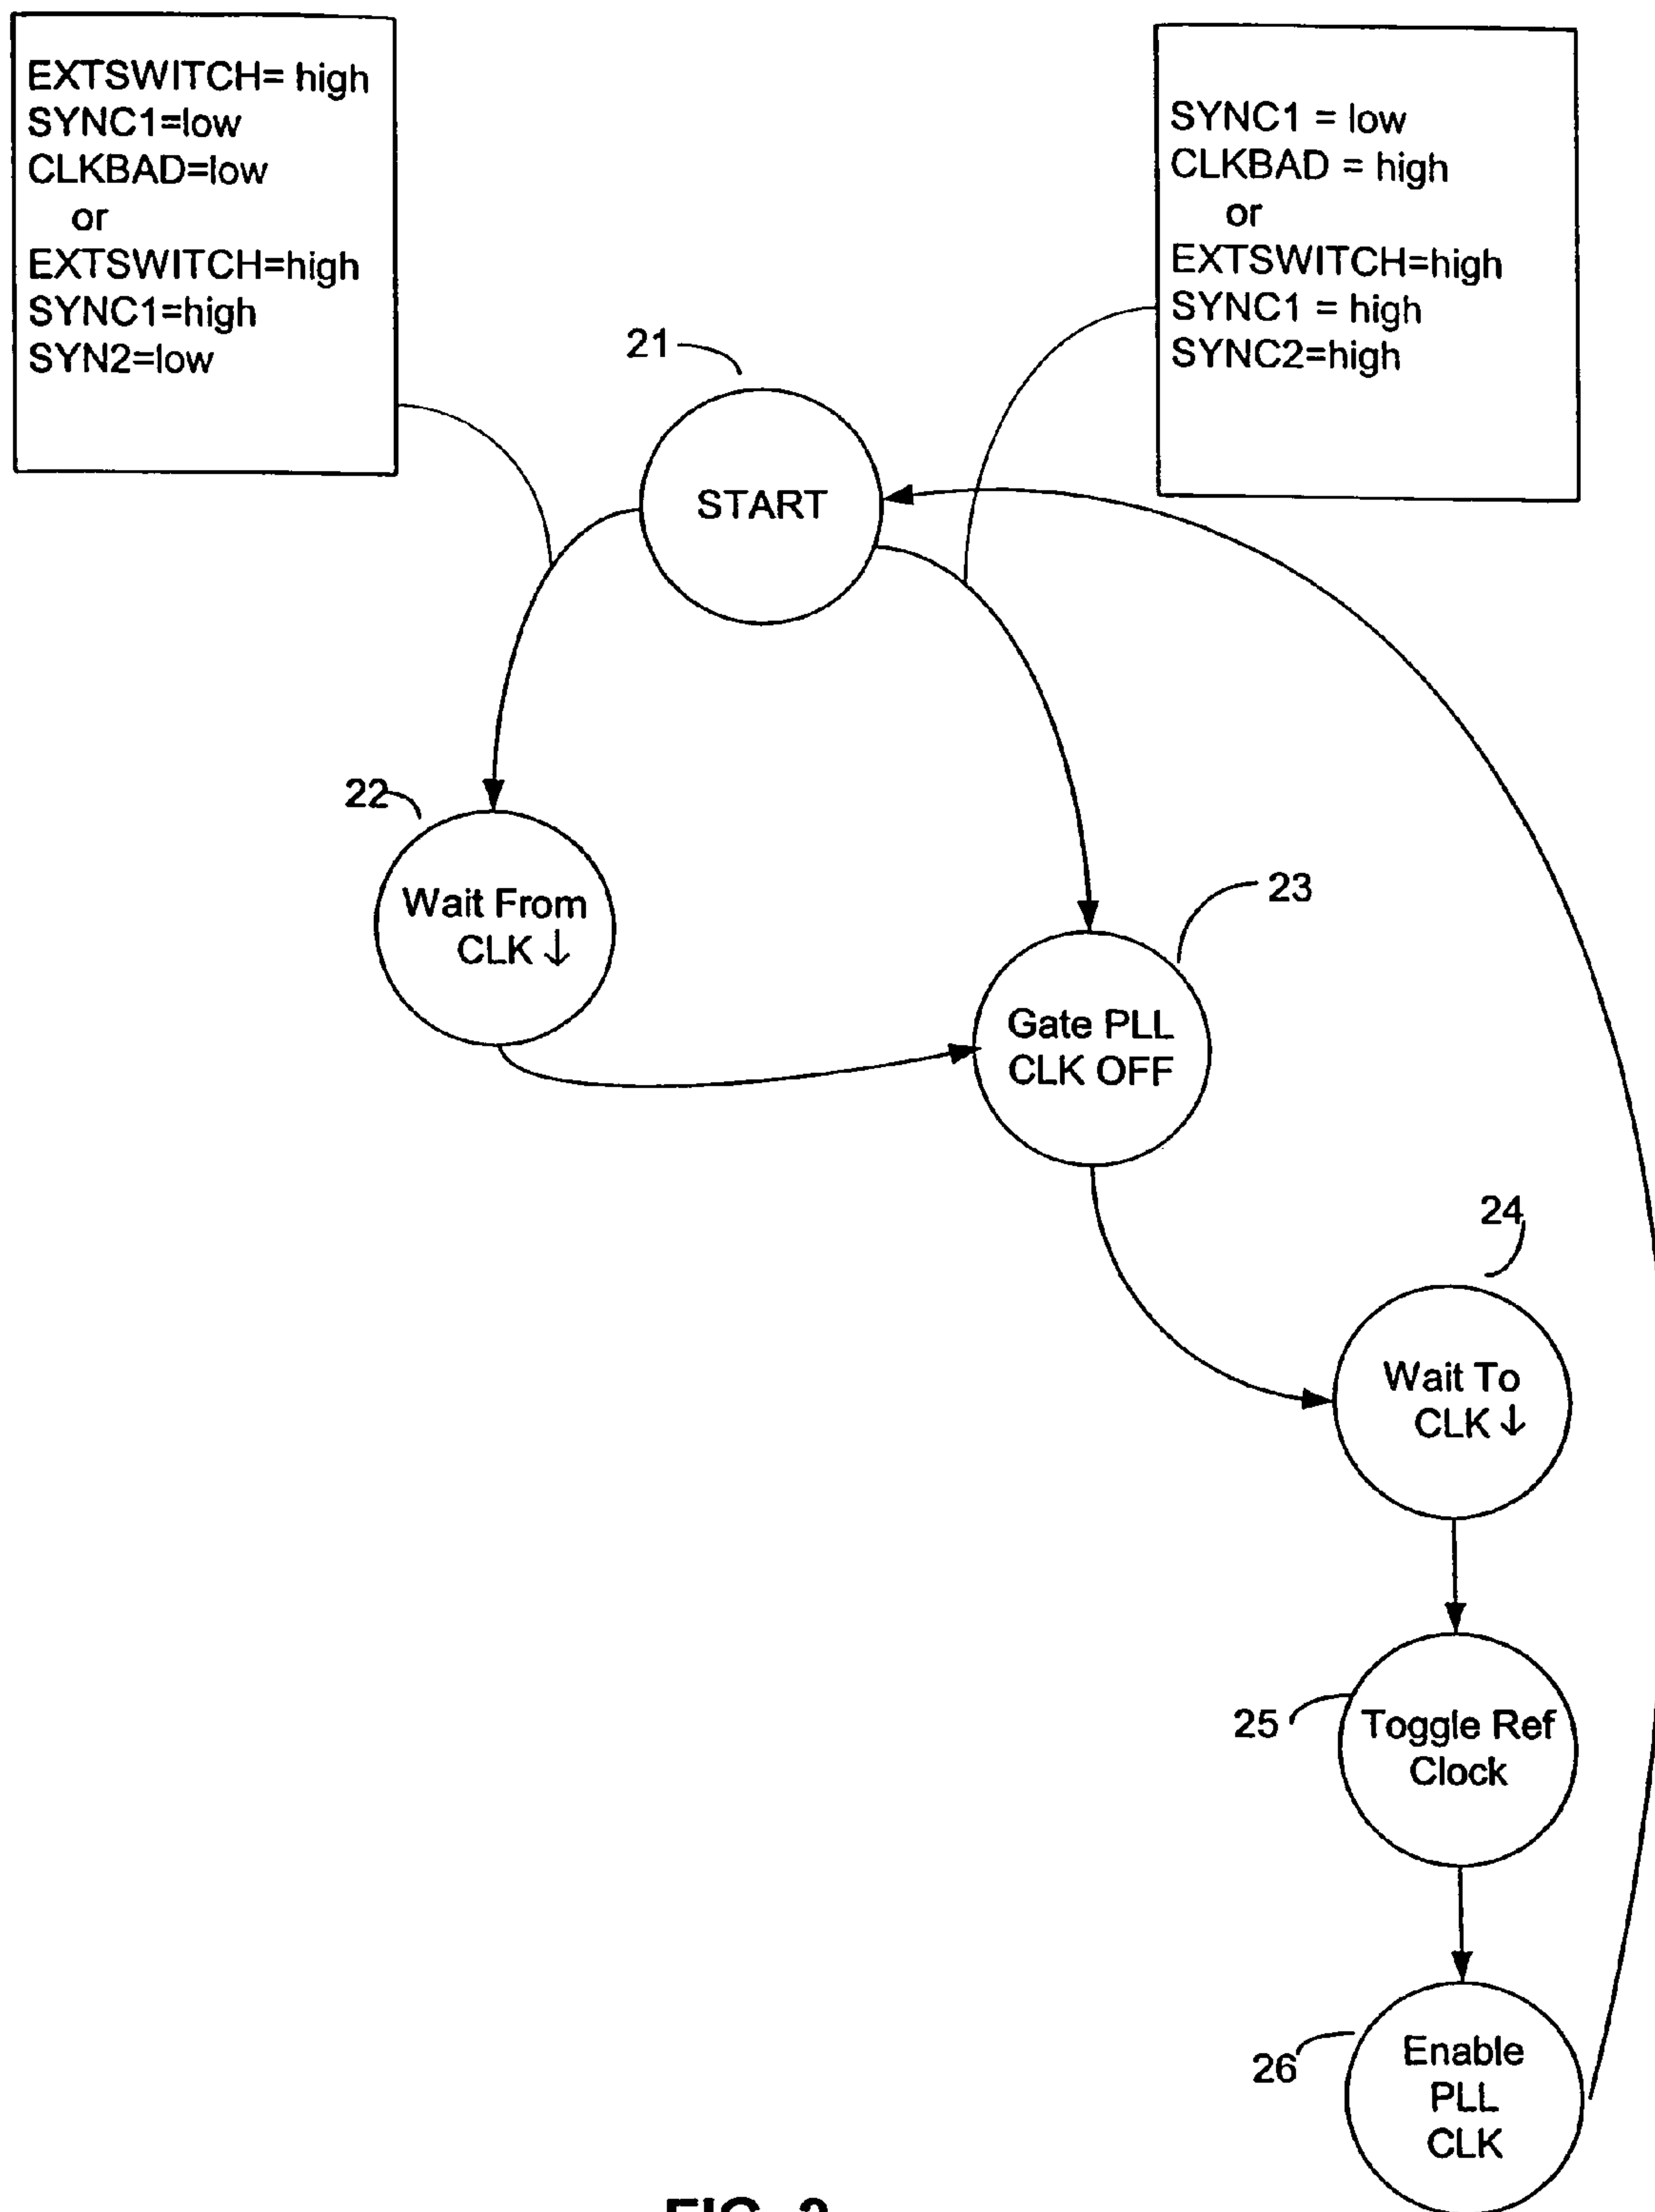 EXTSWITCH= high
SYNC1=low
CLKBAD=low
or
EXTSWITCH=high
SYNC1=high
SYN2=low
SYNC1 = low
CLKBAD = high
or
EXTSWITCH=high
SYNC1 = high
SYNC2=high
21
START
22
Wait From
CLK ↓
23
Gate PLL
CLK OFF
24
Wait To
CLK ↓
25
Toggle Ref
Clock
26
Enable
PLL
CLK